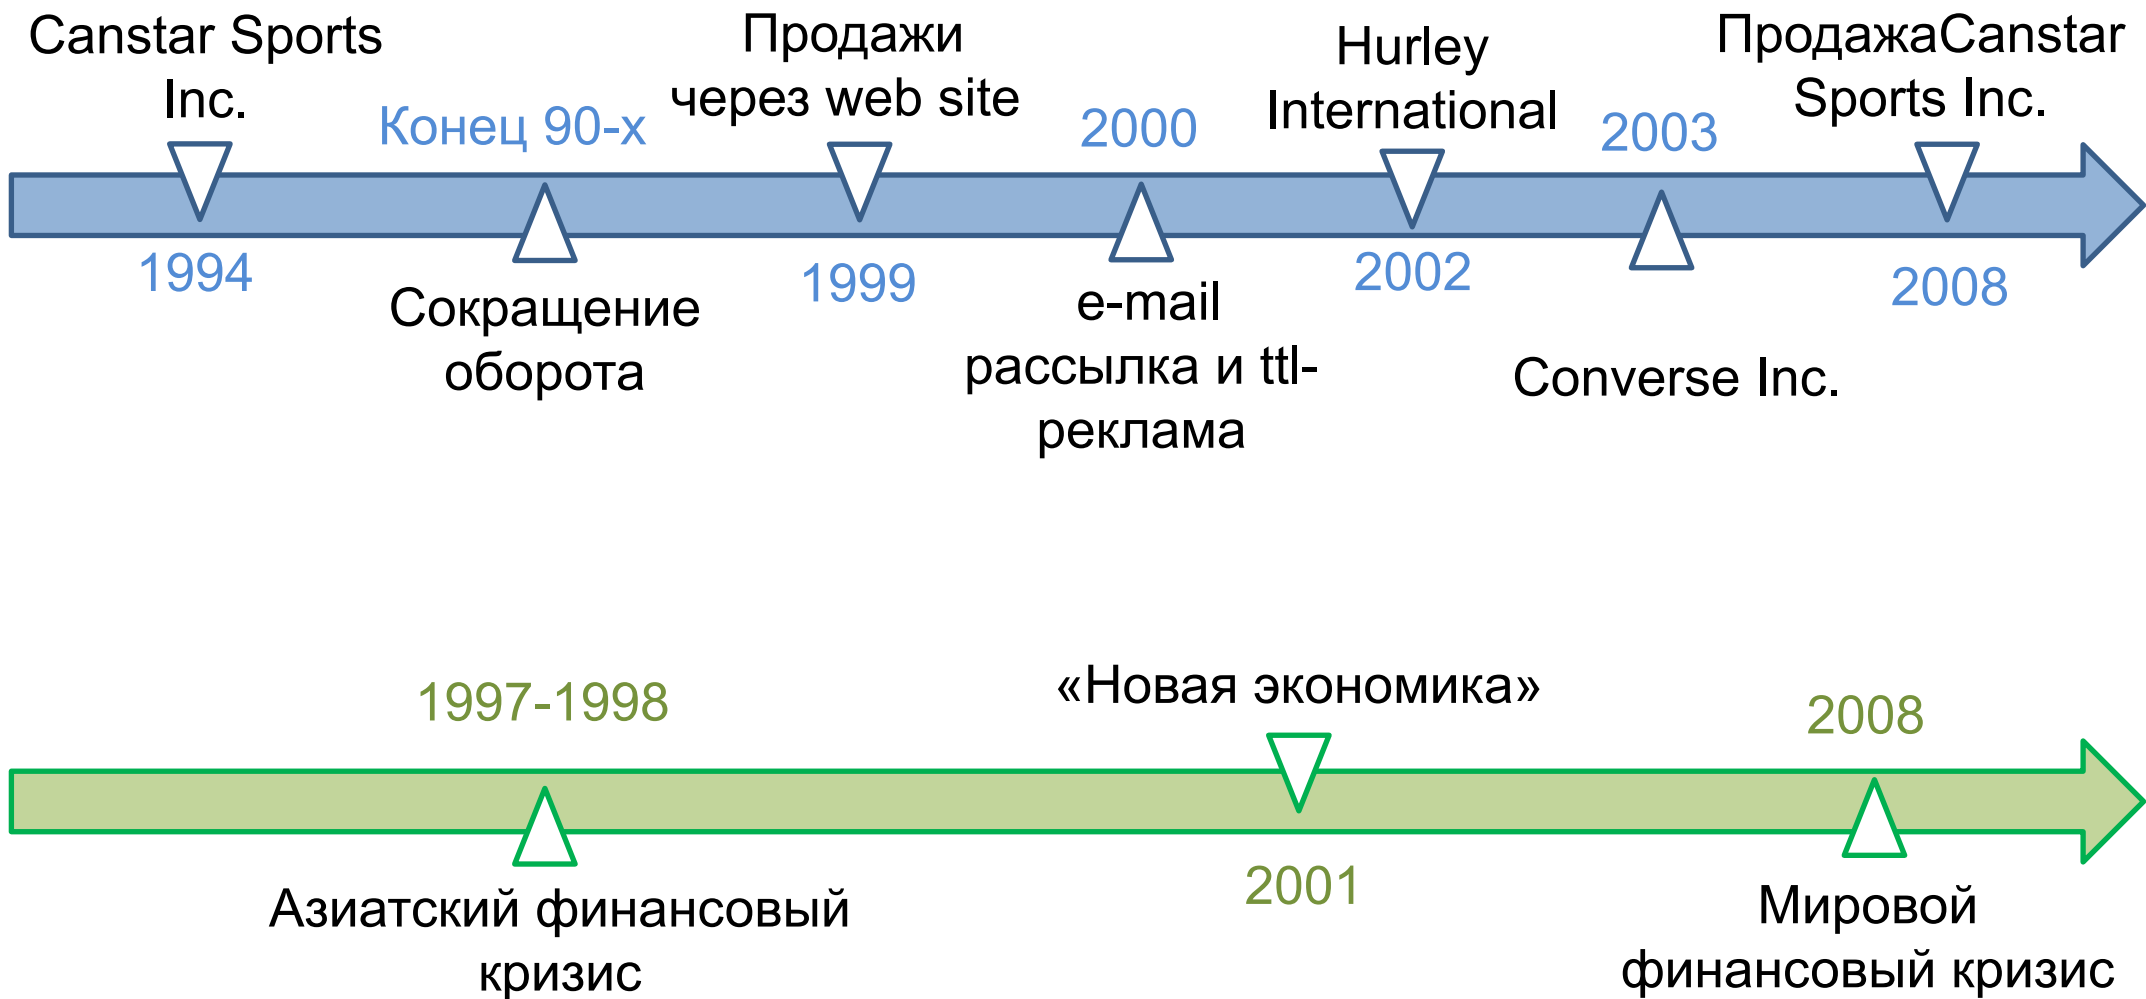 Canstar Sports
Inc.
1994
Конец 90-х
Сокращение
оборота
Продажи
через web site
1999
2000
e-mail
рассылка и ttl-
реклама
Hurley
International
2002
2003
Converse Inc.
ПродажаCanstar
Sports Inc.
2008
1997-1998
Азиатский финансовый
кризис
«Новая экономика»
2001
2008
Мировой
финансовый кризис